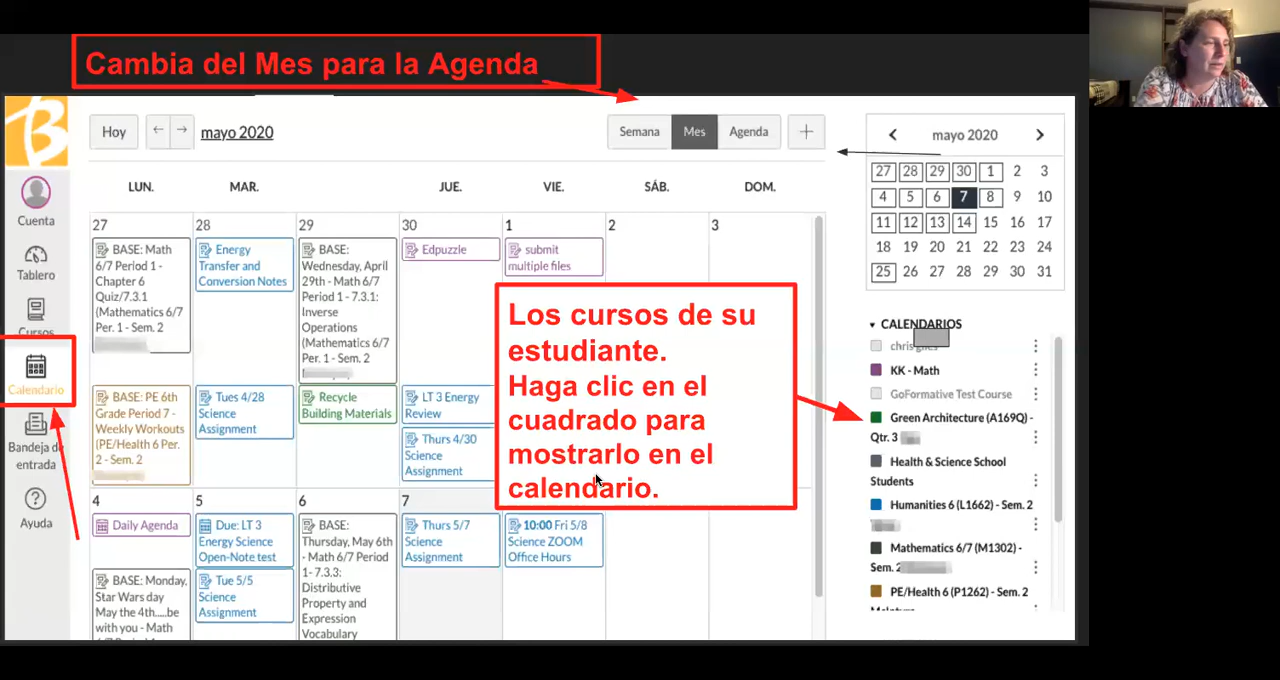 Cambia del Mes para la Agenda
B
Hoy
mayo 2020
Semana
Mes
Agenda
mayo 2020
27 28 29 30 1 2 3
4 5 6 7 8 9 10
11 12 13 14 15 16 17
18 19 20 21 22 23 24
25 26 27 28 29 30 31
Cuenta
Tablero
Cursos
Calendario
Bandeja de
entrada
Ayuda
LUN.
MAR.
JUE.
VIE.
SÁB.
DOM.
27
BASE: Math
6/7 Period 1 -
Chapter 6
Quiz/7.3.1
(Mathematics 6/7
Per. 1 - Sem. 2
BASE: PE 6th
Grade Period 7 -
Weekly Workouts
(PE/Health 6 Per.
2 - Sem. 2
28
Energy
Transfer and
Conversion Notes
Tues 4/28
Science
Assignment
29
BASE:
Wednesday, April
29th - Math 6/7
Period 1 - 7.3.1:
Inverse
Operations
(Mathematics 6/7
Per. 1 - Sem. 2
Recycle
Building Materials
30
Edpuzzle
LT 3 Energy
Review
Thurs 4/30
Science
Assignment
1
submit
multiple files
2
3
Los cursos de su
estudiante.
Haga clic en el
cuadrado para
mostrarlo en el
calendario.
4
Daily Agenda
BASE: Monday,
Star Wars day
May the 4th.....be
with you - Math
5
Due: LT 3
Energy Science
Open-Note test
Tue 5/5
Science
Assignment
6
BASE:
Thursday, May 6th
- Math 6/7 Period
1- 7.3.3:
Distributive
Property and
Expression
Vocabulary
7
Thurs 5/7
Science
Assignment
10:00 Fri 5/8
Science ZOOM
Office Hours
CALENDARIOS
KK - Math
GoFormative Test Course
Green Architecture (A169Q) -
Qtr. 3
Health & Science School
Students
Humanities 6 (L1662) - Sem. 2
Mathematics 6/7 (M1302) -
Sem. 2
PE/Health 6 (P1262) - Sem. 2